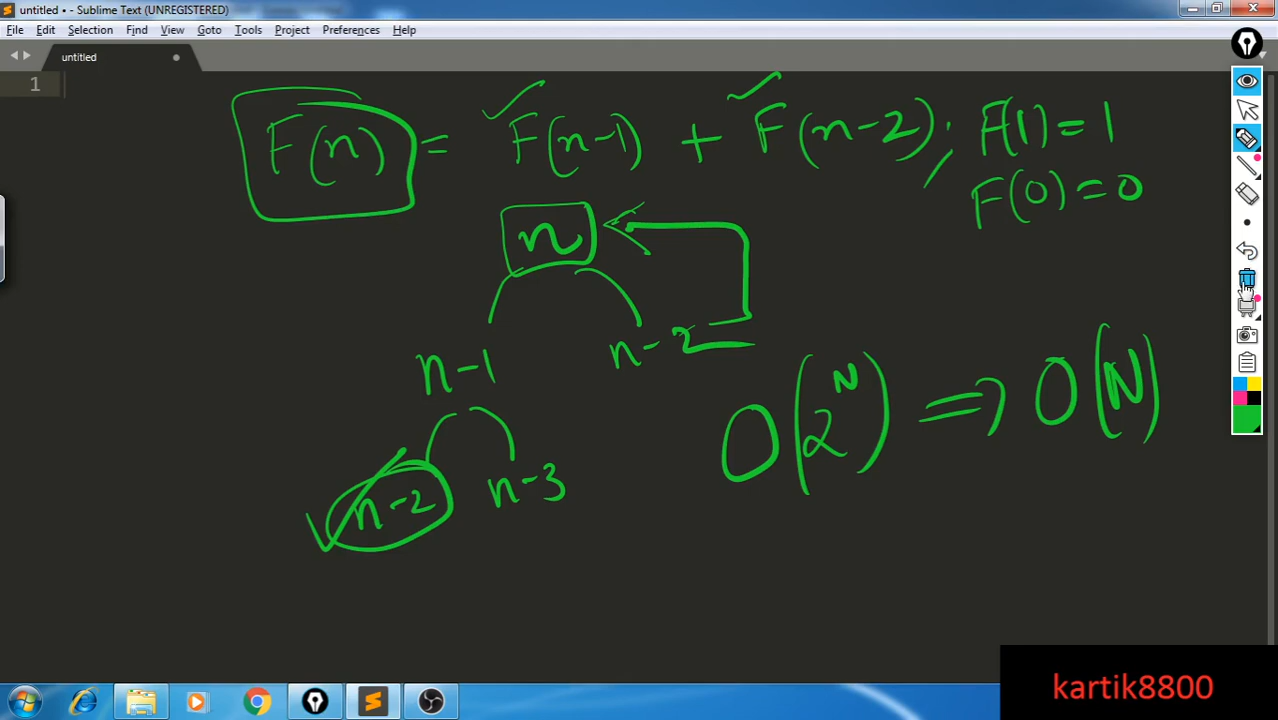 untitled • - Sublime Text (UNREGISTERED)
File Edit Selection Find View Goto Tools Project Preferences Help
untitled
1
F(n) = F(n-1) + F(n-2); F(1) = 1
F(0) = 0
n
n-1 n-2
O(2^N) => O(N)
n-2 n-3
kartik8800